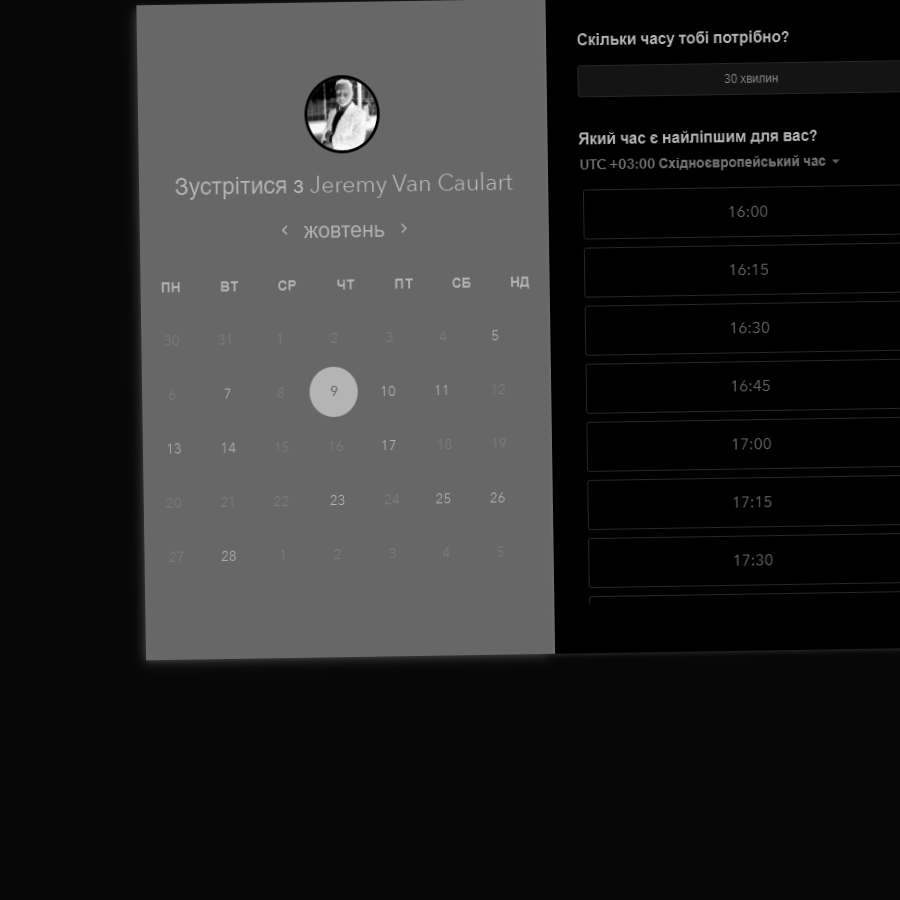 Зустрітися з Jeremy Van Caulart
жовтень
ПН ВТ СР ЧТ ПТ СБ НД
30 31 1 2 3 4 5
6 7 8 9 10 11 12
13 14 15 16 17 18 19
20 21 22 23 24 25 26
27 28 1 2 3 4 5
Скільки часу тобі потрібно?
30 хвилин
Який час є найліпшим для вас?
UTC +03:00 Східноєвропейський час
16:00
16:15
16:30
16:45
17:00
17:15
17:30